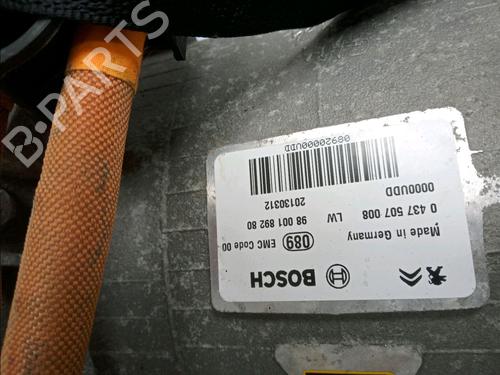 BOSCH
Made in Germany
089 EMC Code 00
0 437 507 008 LW 98 001 892 80
0000UDD 20130312
08920000UDD
B-PARTS